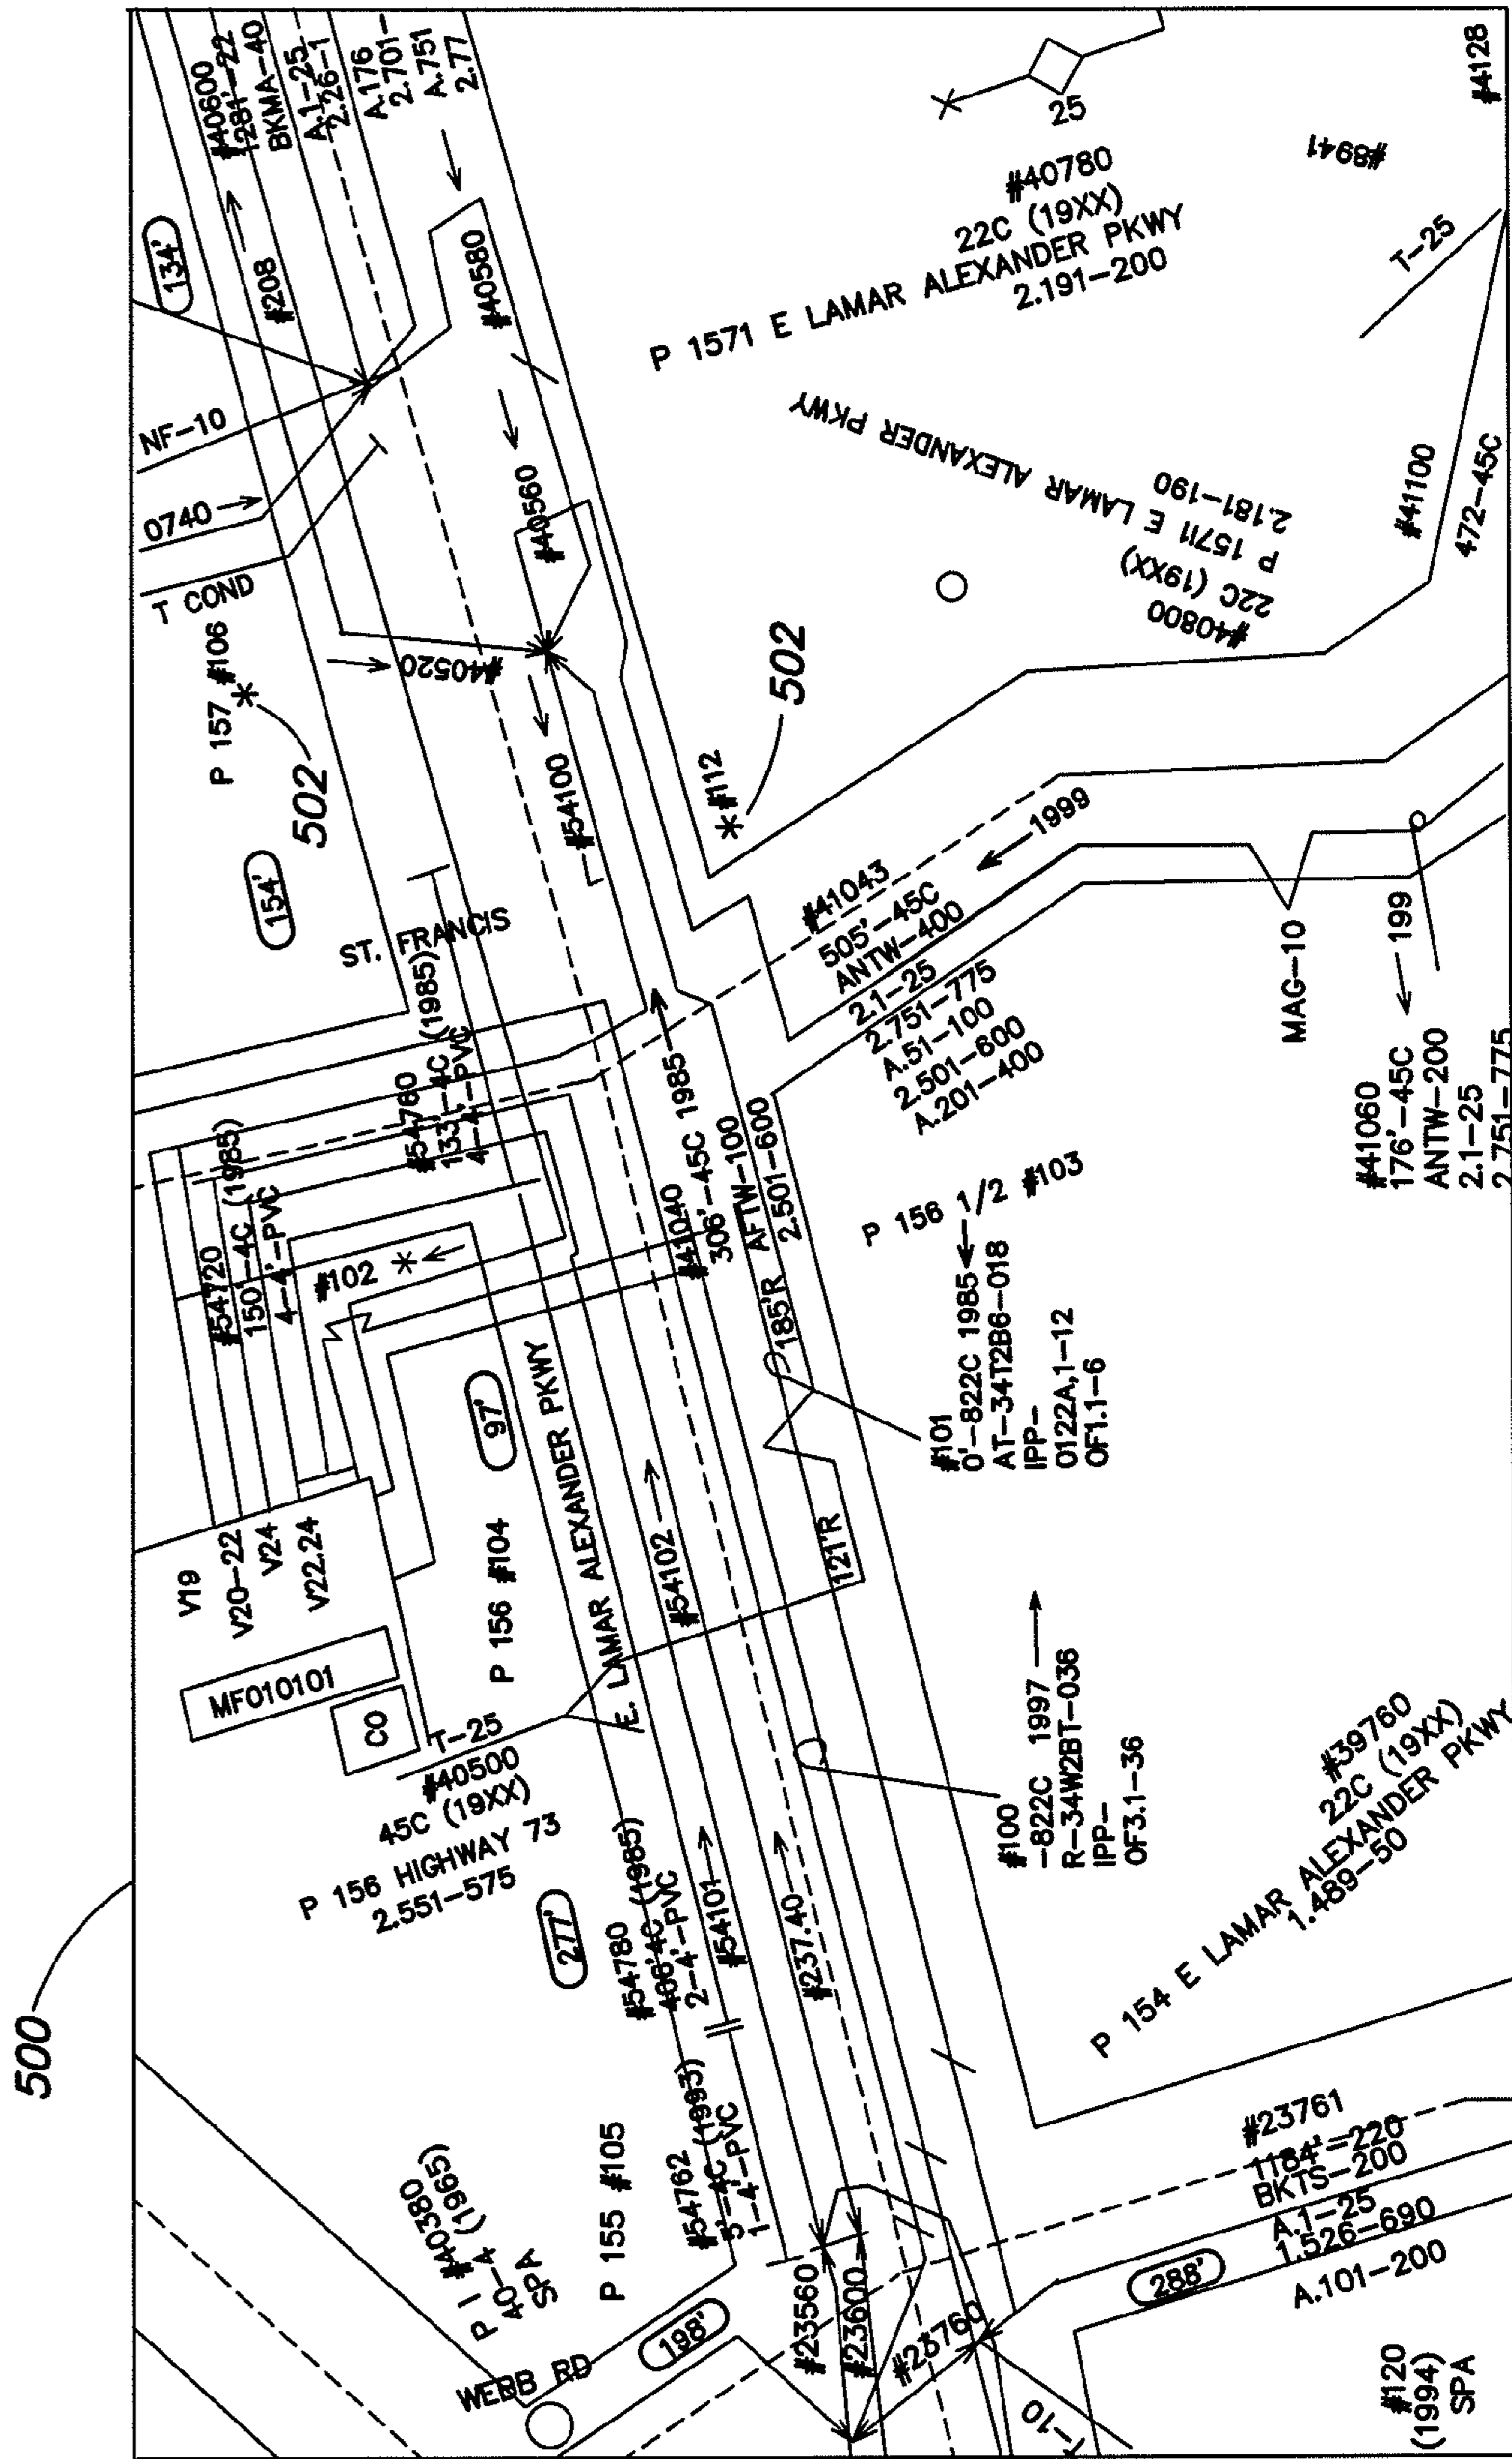 500
134'
#40600
1281'-22
BKMA-40
A.1-25
2.26-1
A.176
2.701-
A.751
2.77
#208
NF-10
0740
T COND
#40580
#40560
#40520
#54100
25
#40780
22C (19XX)
P 1571 E LAMAR ALEXANDER PKWY
2.191-200
#8941
#4128
T-25
#40800
22C (19XX)
P 157/1 E LAMAR ALEXANDER PKWY
2.181-190
#41100
472-45C
P 157 #106
502
154'
ST. FRANCIS
*#112
502
#41043
505'-45C
ANTW-400
2.1-25
2.751-775
A.51-100
2.501-600
A.201-400
1999
MAG-10
199
#41060
176'-45C
ANTW-200
2.1-25
2.751-775
#54760
133'-4C (1985)
4-4'-PVC
#54720
150'-4C (1985)
4-4'-PVC
#102
#41040
306'-45C 1985
AFTW-100
2.501-600
185'R
P 156 1/2 #103
#101
0'-822C 1985
AT-34T2B6-018
IPP-
0122A,1-12
OF1.1-6
V19
V20-22
V24
V22.24
97'
E. LAMAR ALEXANDER PKWY
P 156 #104
MF010101
CO
T-25
#40500
45C (19XX)
P 156 HIGHWAY 73
2.551-575
277'
#54102
121'R
#100
-822C 1997
R-34W2BT-036
IPP-
OF3.1-36
#39760
22C (19XX)
P 154 E LAMAR ALEXANDER PKWY
1.489-50
#54780
406'4C (1985)
2-4'-PVC
#54101
#237.40
#54762
3'-4C (1993)
1-4'-PVC
P 155 #105
P I #40380
40-4 (1965)
SPA
WEBB RD
198'
#23560
#23600
#23760
288'
#23761
1184'=220
BKTS-200
A.1-25
1.526-690
A.101-200
#120
(1994)
SPA